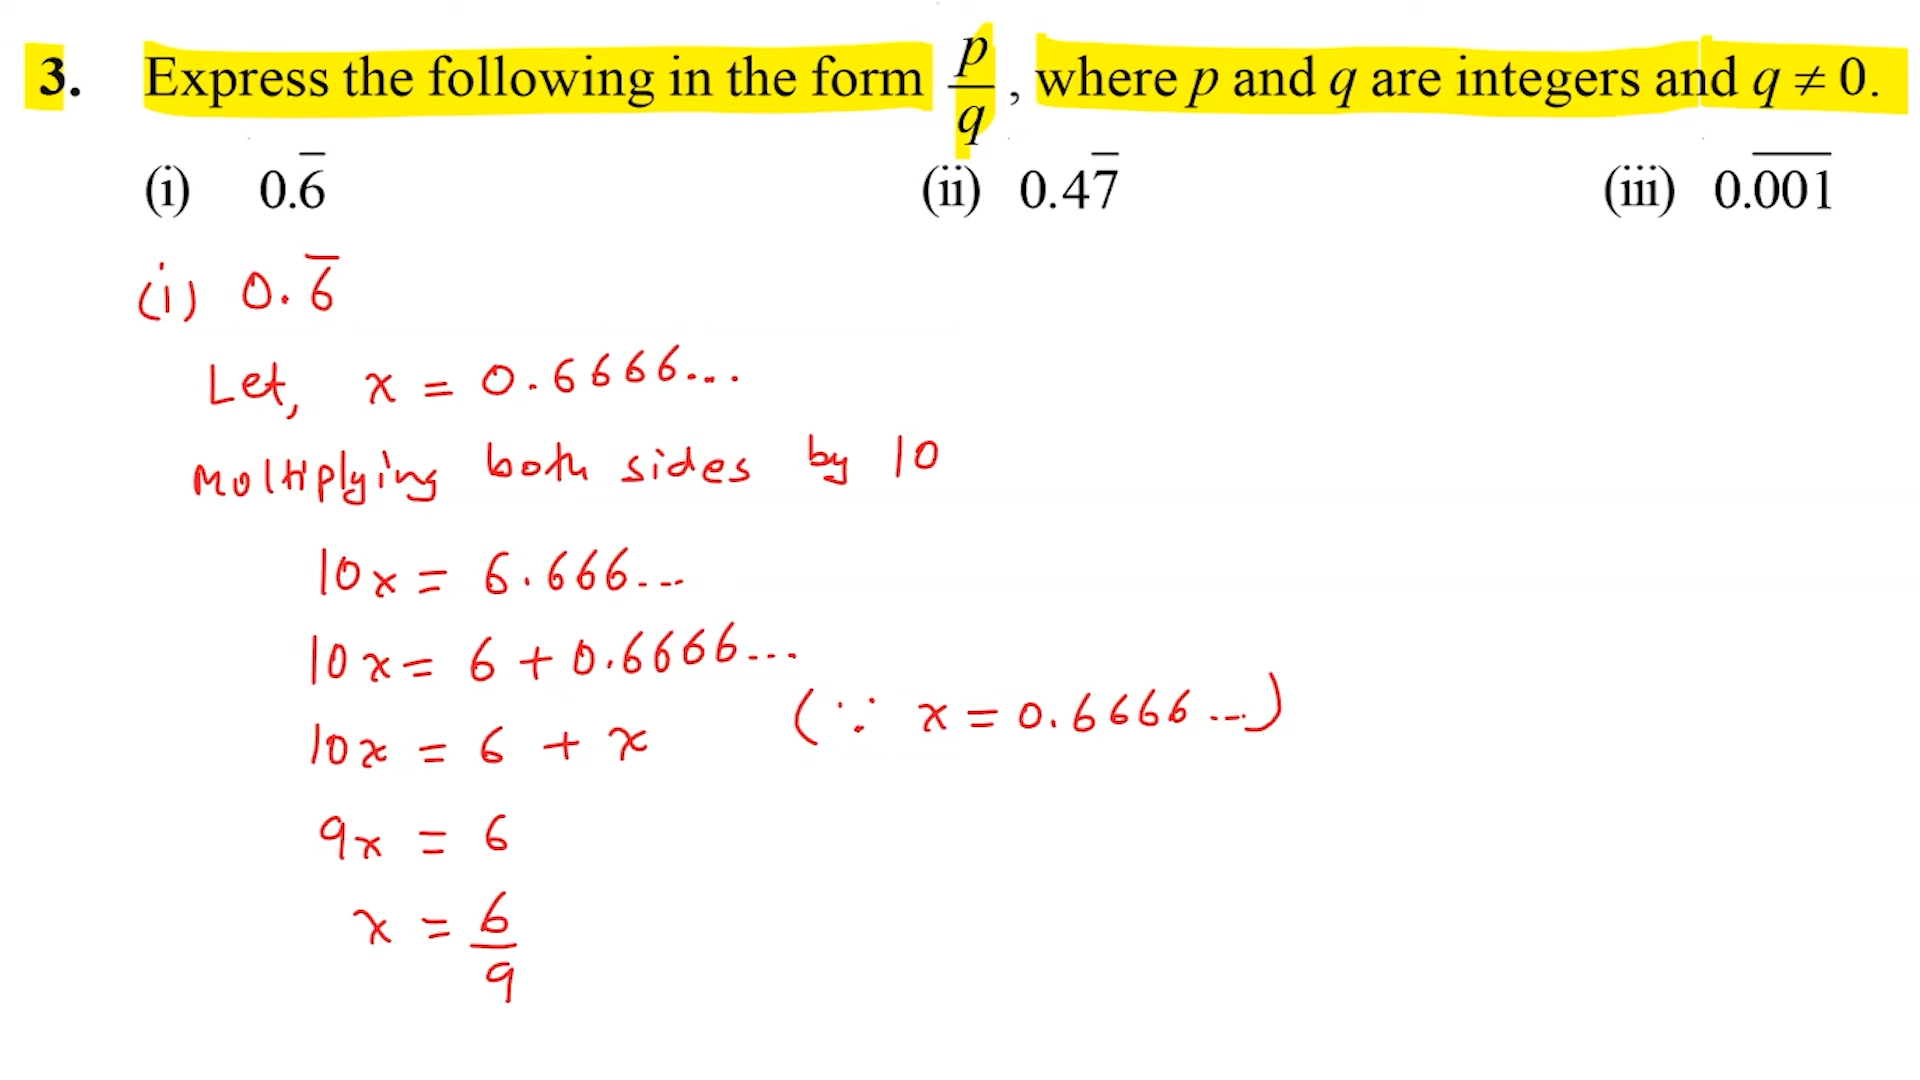 3. Express the following in the form p/q, where p and q are integers and q ≠ 0.
(i) 0.6̅ (ii) 0.47̅ (iii) 0.0̅0̅1̅
(i) 0.6̅
Let, x = 0.6666...
Multiplying both sides by 10
10x = 6.666...
10x = 6 + 0.6666...
10x = 6 + x (∵ x = 0.6666...)
9x = 6
x = 6/9